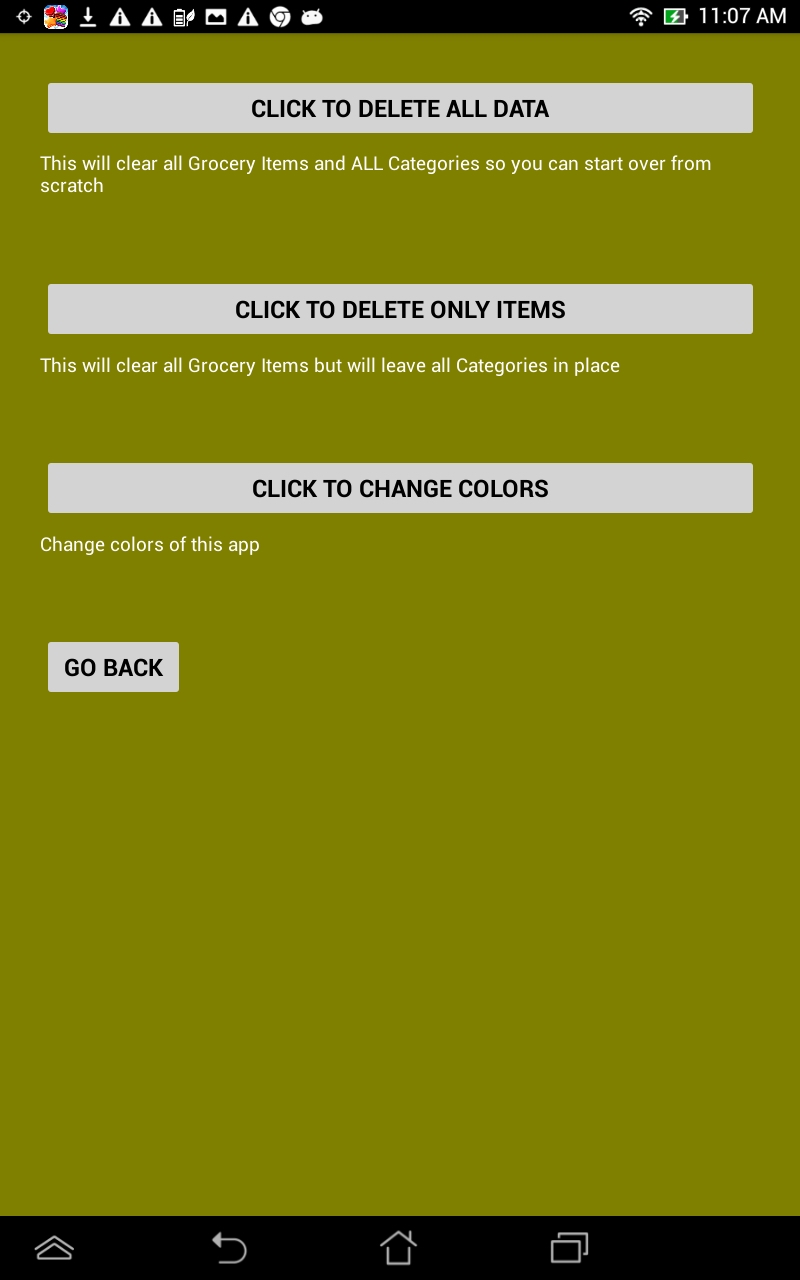 11:07 AM
CLICK TO DELETE ALL DATA
This will clear all Grocery Items and ALL Categories so you can start over from
scratch
CLICK TO DELETE ONLY ITEMS
This will clear all Grocery Items but will leave all Categories in place
CLICK TO CHANGE COLORS
Change colors of this app
GO BACK